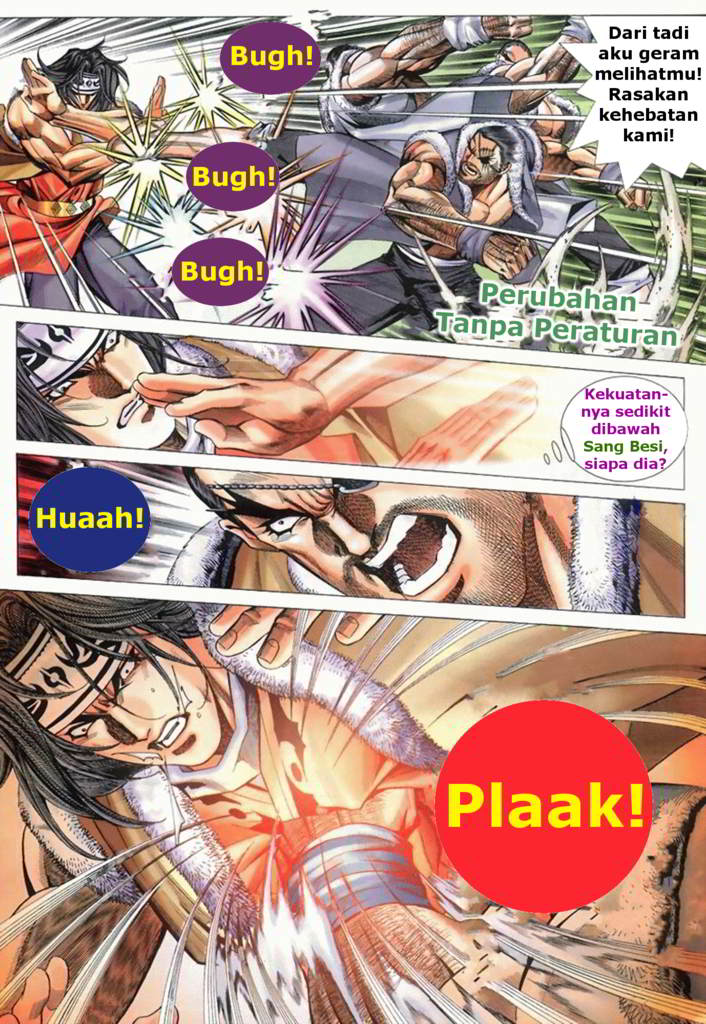 Bugh!
Dari tadi
aku geram
melihatmu!
Rasakan
kehebatan
kami!
Bugh!
Bugh!
Perubahan
Tanpa Peraturan
Kekuatan-
nya sedikit
dibawah
Sang Besi,
siapa dia?
Huaah!
Plaak!